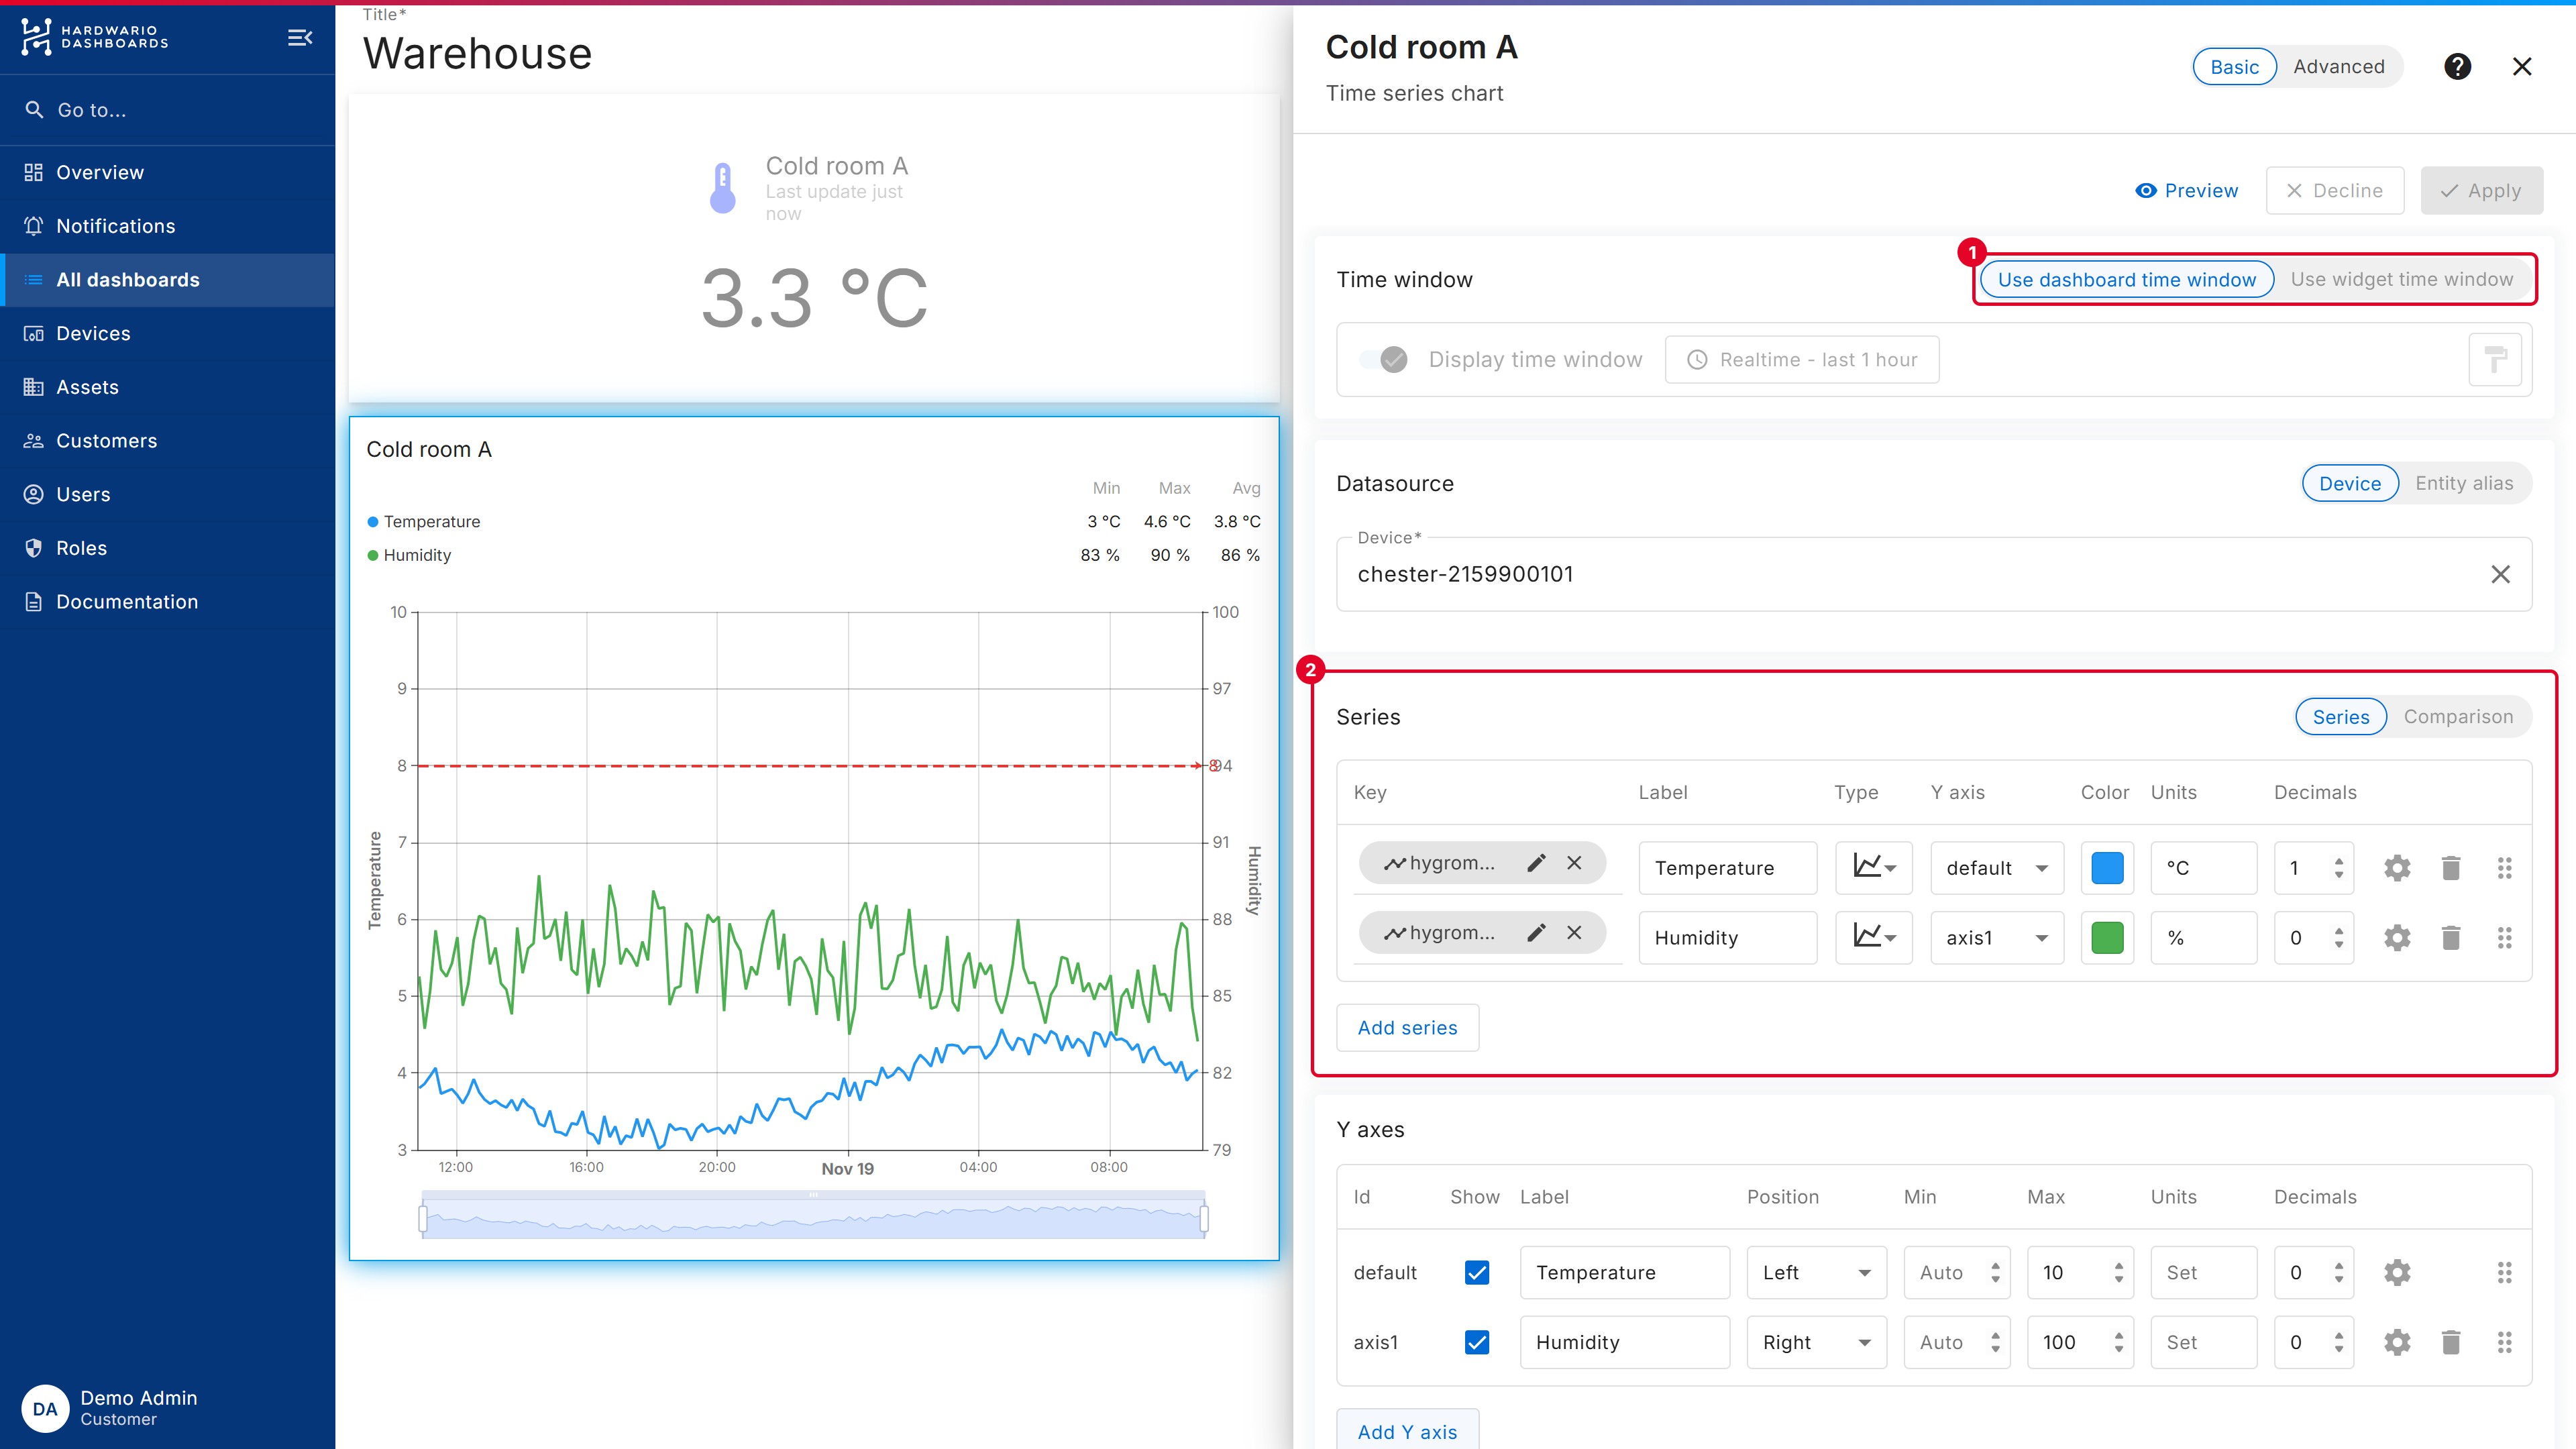 HARDWARIO
DASHBOARDS
Go to...
Overview
Notifications
All dashboards
Devices
Assets
Customers
Users
Roles
Documentation
DA
Demo Admin
Customer
Title*
Warehouse
Cold room A
Last update just
now
3.3 °C
Cold room A
Min Max Avg
Temperature 3 °C 4.6 °C 3.8 °C
Humidity 83 % 90 % 86 %
10 100
9 97
8 8 94
7 91
6 88
5 85
4 82
3 79
Temperature
Humidity
12:00 16:00 20:00 Nov 19 04:00 08:00
Cold room A
Time series chart
Basic Advanced
?
Preview Decline Apply
1
Time window Use dashboard time window Use widget time window
Display time window Realtime - last 1 hour
Datasource Device Entity alias
Device*
chester-2159900101
2
Series Series Comparison
Key Label Type Y axis Color Units Decimals
hygrom... Temperature default °C 1
hygrom... Humidity axis1 % 0
Add series
Y axes
Id Show Label Position Min Max Units Decimals
default Temperature Left Auto 10 Set 0
axis1 Humidity Right Auto 100 Set 0
Add Y axis